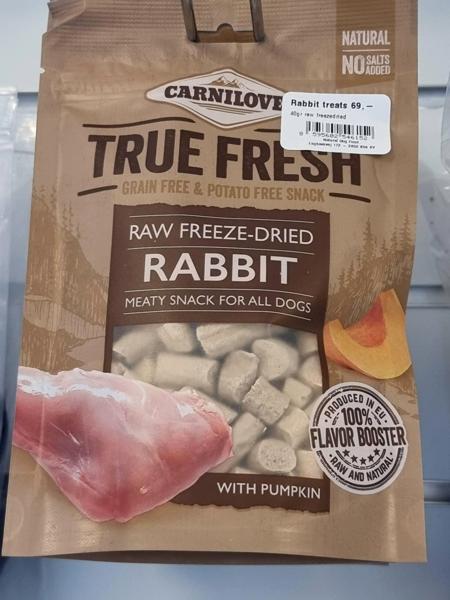 NATURAL
NO SALTS
ADDED
CARNILOVE
Rabbit treats 69,—
40gr raw freezedried
TRUE FRESH
GRAIN FREE & POTATO FREE SNACK
RAW FREEZE-DRIED
RABBIT
MEATY SNACK FOR ALL DOGS
PRODUCED IN EU
100%
FLAVOR BOOSTER
RAW AND NATURAL
WITH PUMPKIN